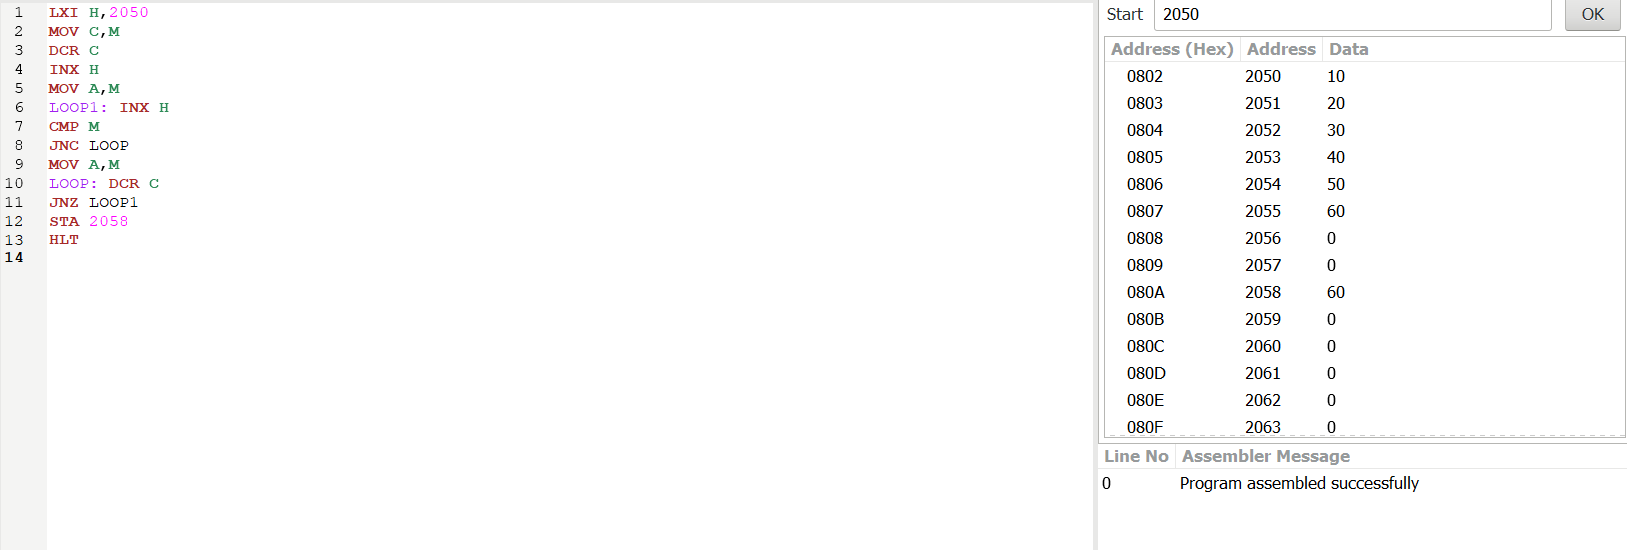 1 LXI H,2050
2 MOV C,M
3 DCR C
4 INX H
5 MOV A,M
6 LOOP1: INX H
7 CMP M
8 JNC LOOP
9 MOV A,M
10 LOOP: DCR C
11 JNZ LOOP1
12 STA 2058
13 HLT
14
Start 2050 OK
Address (Hex) Address Data
0802 2050 10
0803 2051 20
0804 2052 30
0805 2053 40
0806 2054 50
0807 2055 60
0808 2056 0
0809 2057 0
080A 2058 60
080B 2059 0
080C 2060 0
080D 2061 0
080E 2062 0
080F 2063 0
Line No Assembler Message
0 Program assembled successfully